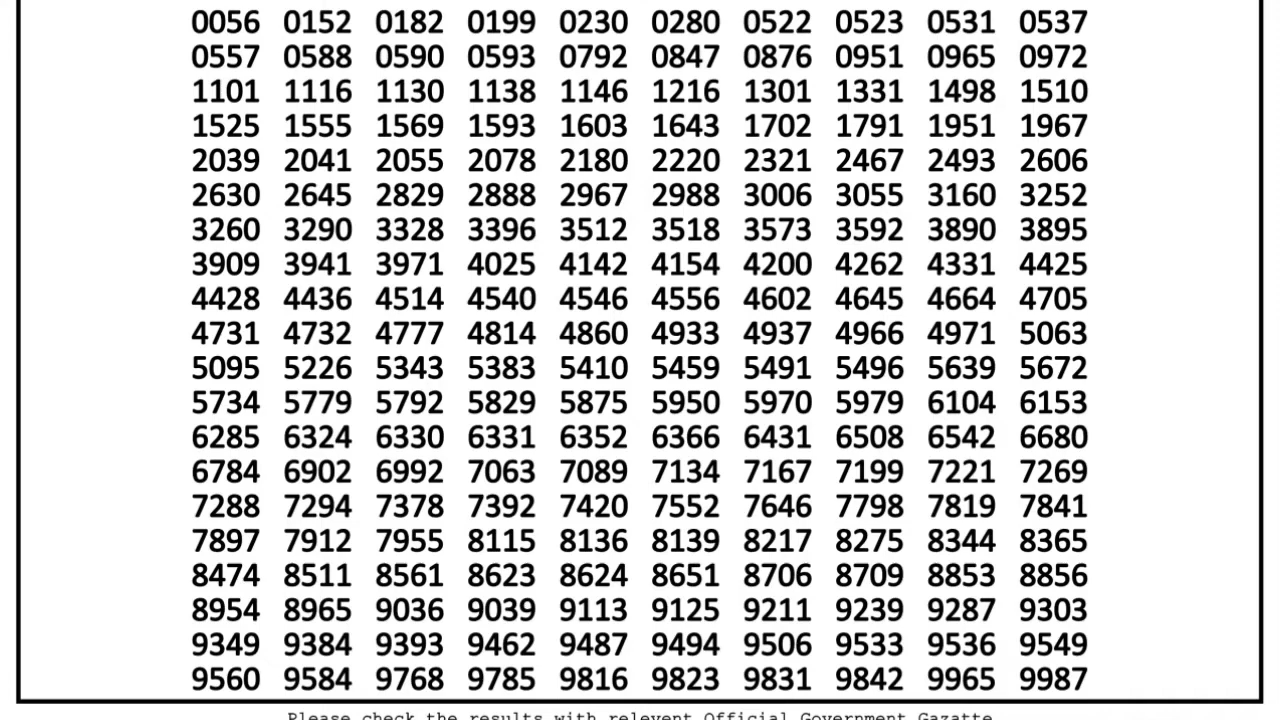 0056 0152 0182 0199 0230 0280 0522 0523 0531 0537
0557 0588 0590 0593 0792 0847 0876 0951 0965 0972
1101 1116 1130 1138 1146 1216 1301 1331 1498 1510
1525 1555 1569 1593 1603 1643 1702 1791 1951 1967
2039 2041 2055 2078 2180 2220 2321 2467 2493 2606
2630 2645 2829 2888 2967 2988 3006 3055 3160 3252
3260 3290 3328 3396 3512 3518 3573 3592 3890 3895
3909 3941 3971 4025 4142 4154 4200 4262 4331 4425
4428 4436 4514 4540 4546 4556 4602 4645 4664 4705
4731 4732 4777 4814 4860 4933 4937 4966 4971 5063
5095 5226 5343 5383 5410 5459 5491 5496 5639 5672
5734 5779 5792 5829 5875 5950 5970 5979 6104 6153
6285 6324 6330 6331 6352 6366 6431 6508 6542 6680
6784 6902 6992 7063 7089 7134 7167 7199 7221 7269
7288 7294 7378 7392 7420 7552 7646 7798 7819 7841
7897 7912 7955 8115 8136 8139 8217 8275 8344 8365
8474 8511 8561 8623 8624 8651 8706 8709 8853 8856
8954 8965 9036 9039 9113 9125 9211 9239 9287 9303
9349 9384 9393 9462 9487 9494 9506 9533 9536 9549
9560 9584 9768 9785 9816 9823 9831 9842 9965 9987
Please check the results with relevent Official Government Gazatte